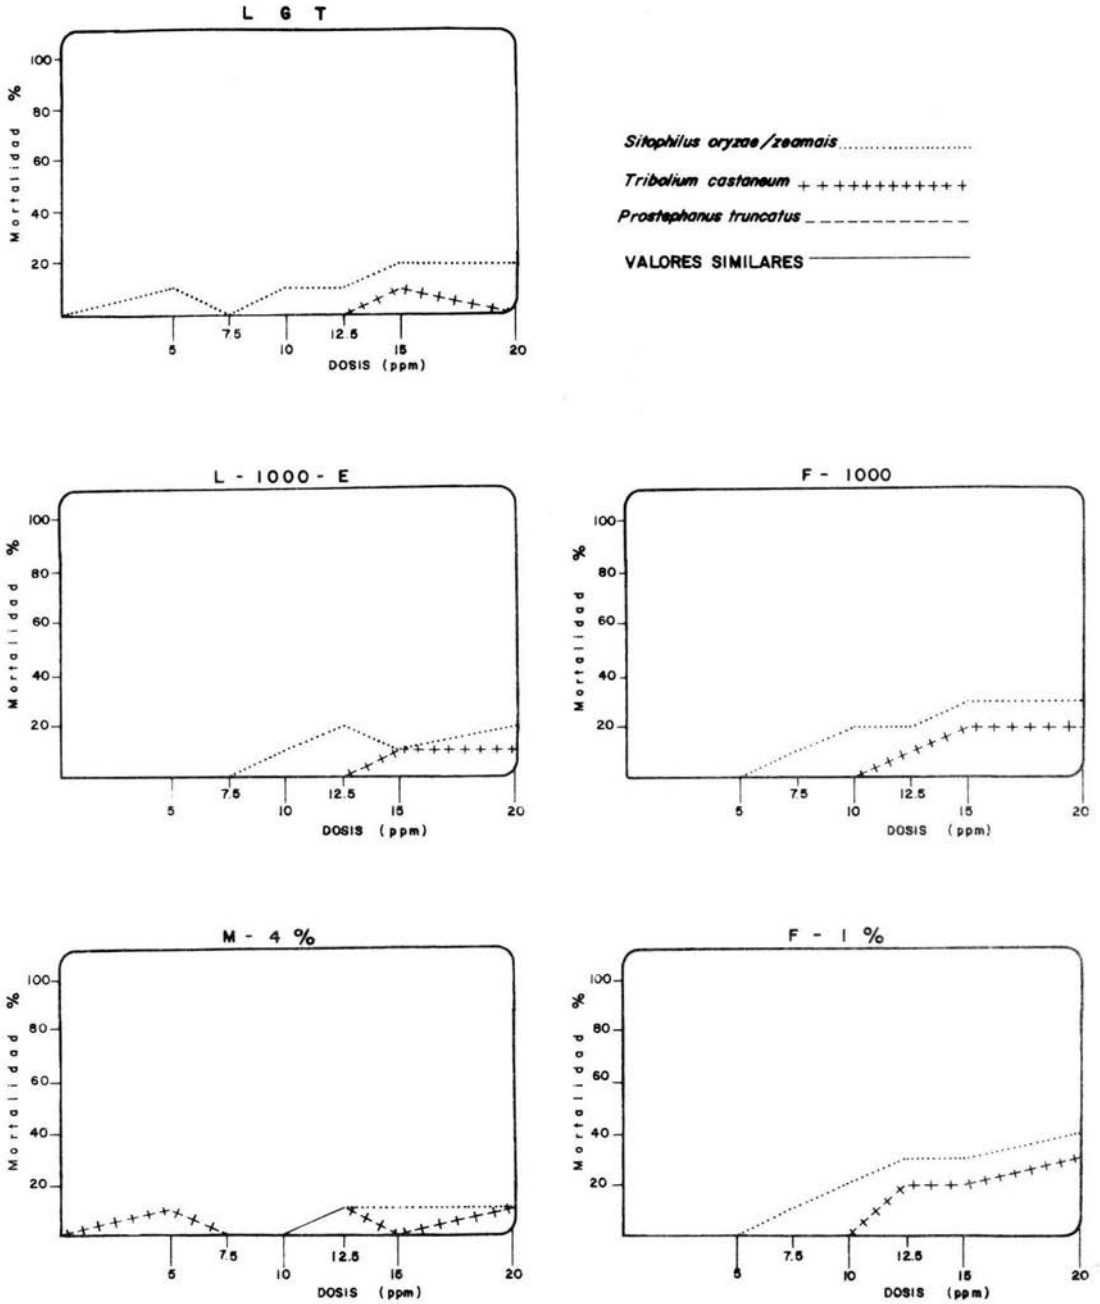 L G T
Mortalidad %
100
80
60
40
20
7.5 12.5
5 10 15 20
DOSIS (ppm)
Sitophilus oryzae/zeamais
Tribolium castaneum
Prostephanus truncatus
VALORES SIMILARES
L - 1000 - E
Mortalidad %
100
80
60
40
20
7.5 12.5
5 10 15 20
DOSIS (ppm)
F - 1000
Mortalidad %
100
80
60
40
20
7.5 12.5
5 10 15 20
DOSIS (ppm)
M - 4 %
Mortalidad %
100
80
60
40
20
7.5 12.5
5 10 15 20
DOSIS (ppm)
F - 1 %
Mortalidad %
100
80
60
40
20
7.5 12.5
5 10 15 20
DOSIS (ppm)